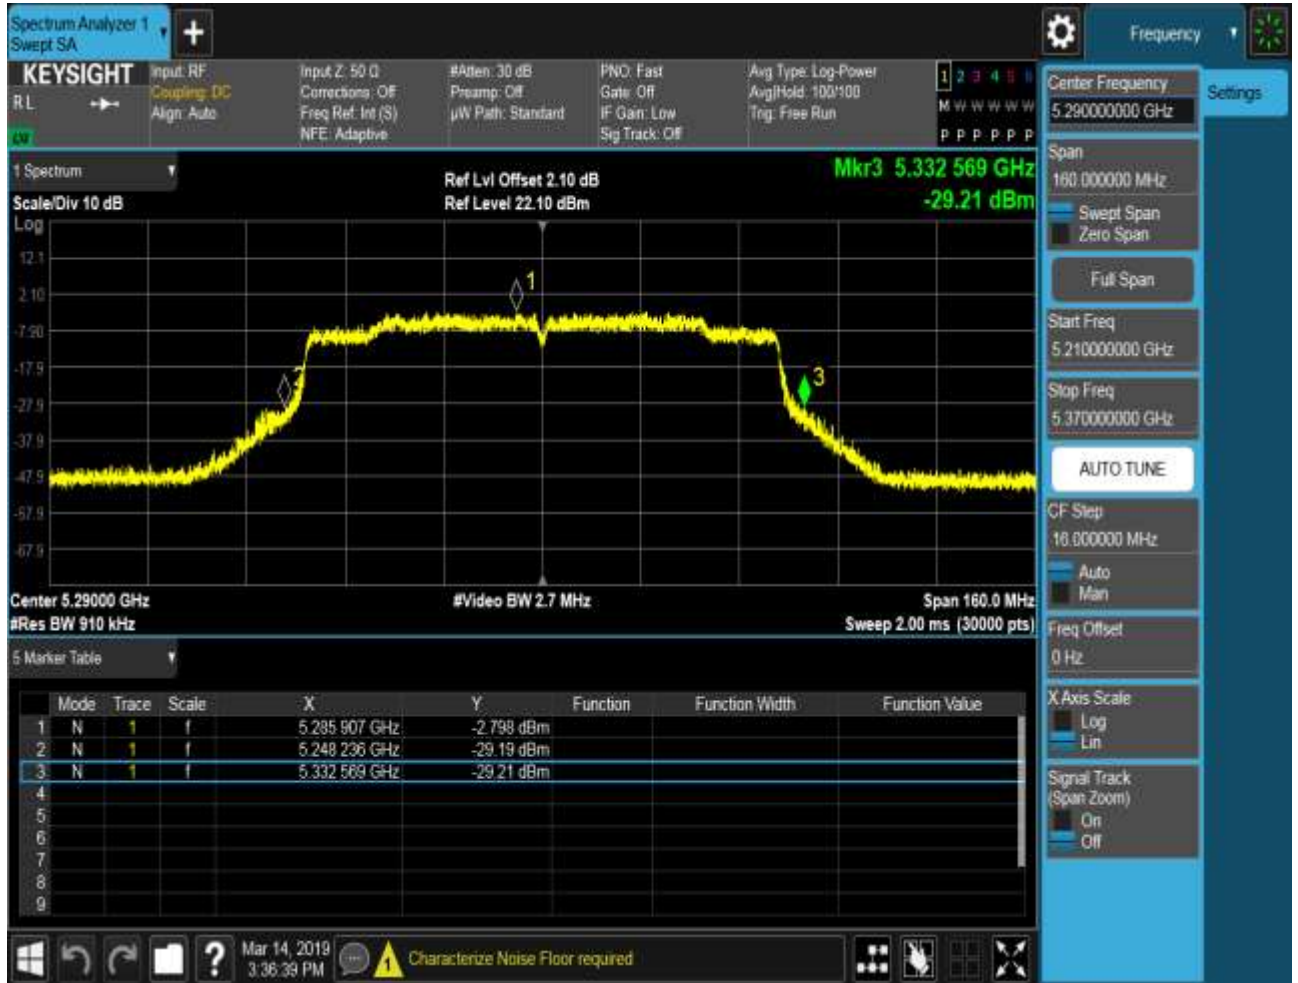 Spectrum Analyzer 1
Swept SA
Frequency
KEYSIGHT
RL
Input: RF
Coupling: DC
Align: Auto
Input Z: 50 Ω
Corrections: Off
Freq Ref: Int (S)
NFE: Adaptive
#Atten: 30 dB
Preamp: Off
µW Path: Standard
PNO: Fast
Gate: Off
IF Gain: Low
Sig Track: Off
Avg Type: Log-Power
Avg|Hold: 100/100
Trig: Free Run
1 2 3 4 5 6
M W W W W W
P P P P P P
1 Spectrum
Scale/Div 10 dB
Ref Lvl Offset 2.10 dB
Ref Level 22.10 dBm
Mkr3 5.332 569 GHz
-29.21 dBm
Log
12.1
2.10
-7.90
-17.9
-27.9
-37.9
-47.9
-57.9
-67.9
1
2
3
Center 5.29000 GHz
#Video BW 2.7 MHz
Span 160.0 MHz
#Res BW 910 kHz
Sweep 2.00 ms (30000 pts)
5 Marker Table
Mode Trace Scale X Y Function Function Width Function Value
1 N 1 f 5.285 907 GHz -2.798 dBm
2 N 1 f 5.248 236 GHz -29.19 dBm
3 N 1 f 5.332 569 GHz -29.21 dBm
4
5
6
7
8
9
Mar 14, 2019
3:36:39 PM
1
Characterize Noise Floor required
Center Frequency
5.290000000 GHz
Settings
Span
160.000000 MHz
Swept Span
Zero Span
Full Span
Start Freq
5.210000000 GHz
Stop Freq
5.370000000 GHz
AUTO TUNE
CF Step
16.000000 MHz
Auto
Man
Freq Offset
0 Hz
X Axis Scale
Log
Lin
Signal Track
(Span Zoom)
On
Off